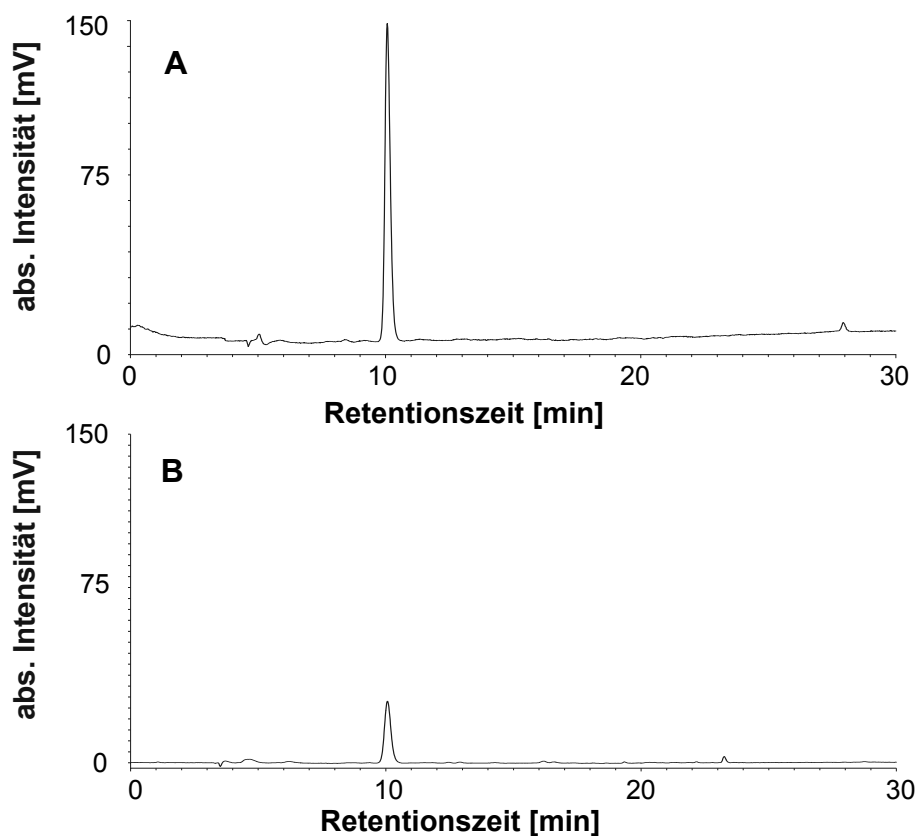 150
A
abs. Intensität [mV]
75
0
0 10 20 30
Retentionszeit [min]
150
B
abs. Intensität [mV]
75
0
0 10 20 30
Retentionszeit [min]